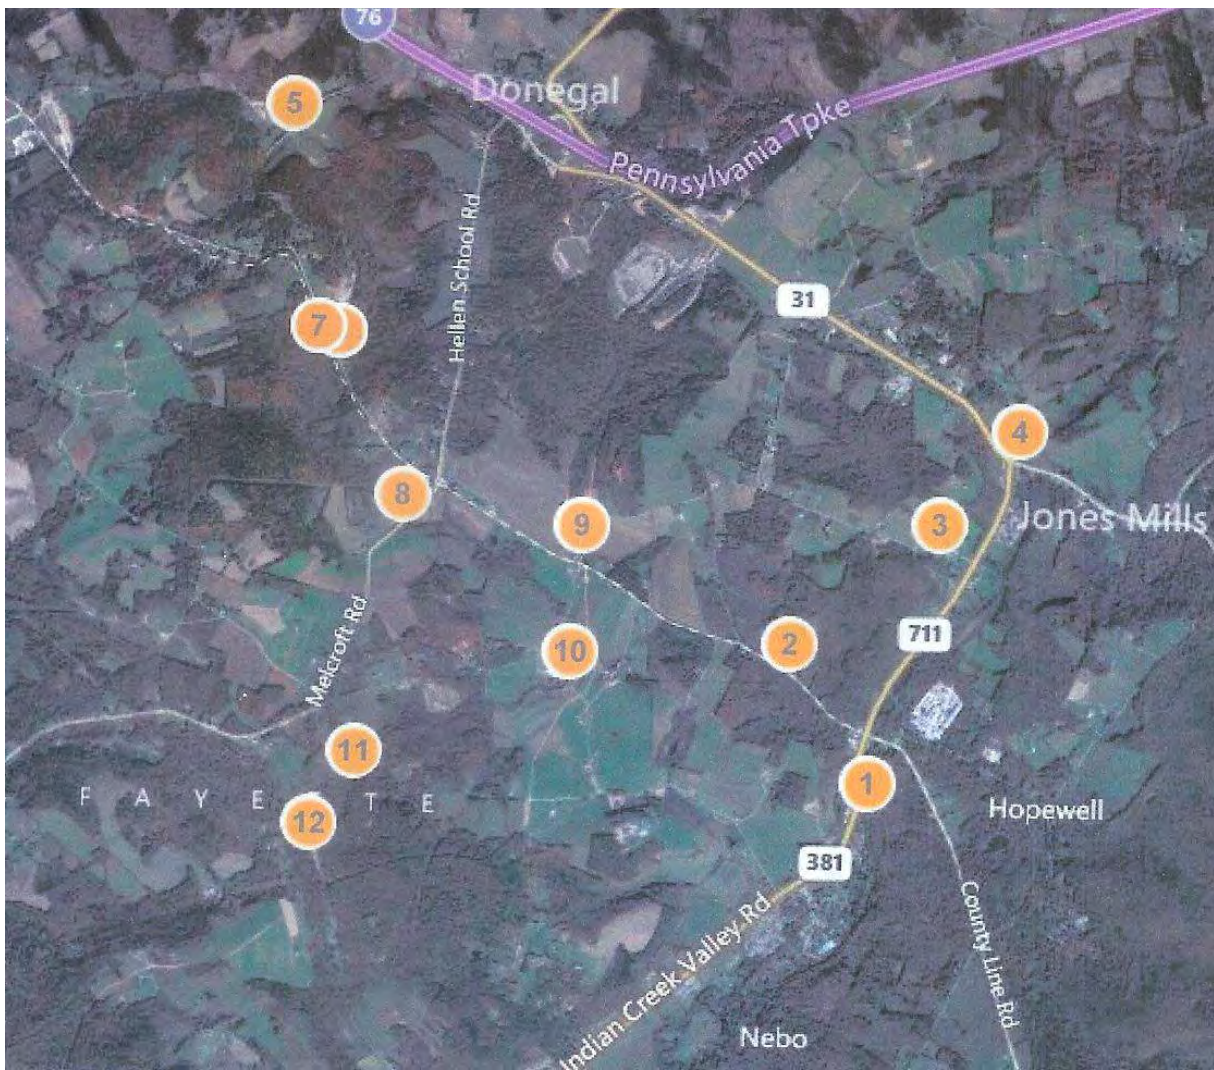 76
Donegal
5
Pennsylvania Tpke
Hellen School Rd
31
7
4
8
3
Jones Mills
9
711
2
10
Melcroft Rd
11
1
F A Y E T E
Hopewell
12
381
County Line Rd
Indian Creek Valley Rd
Nebo